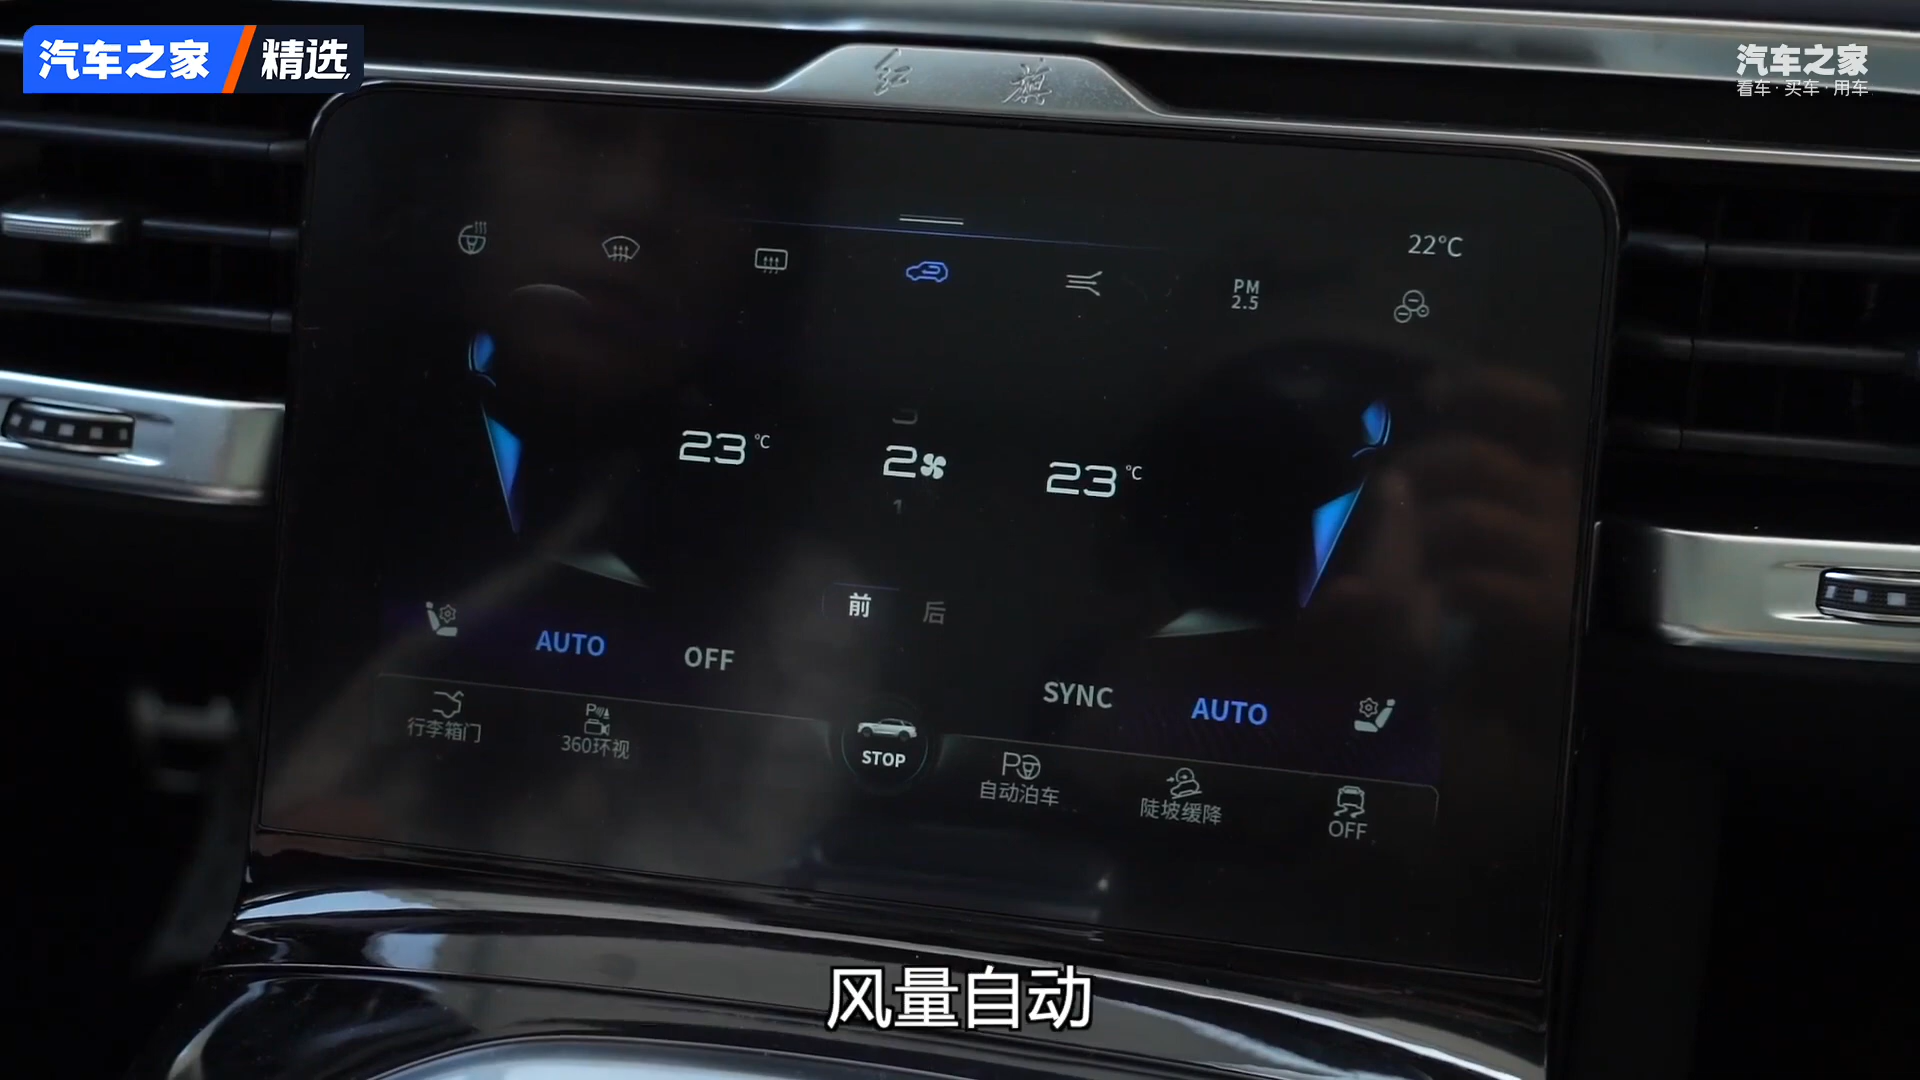 汽车之家 精选
汽车之家
看车·买车·用车
红旗
22℃
PM
2.5
3
23℃
2
23℃
1
前 后
AUTO OFF
SYNC AUTO
行李箱门
360环视
STOP
自动泊车
陡坡缓降
OFF
风量自动